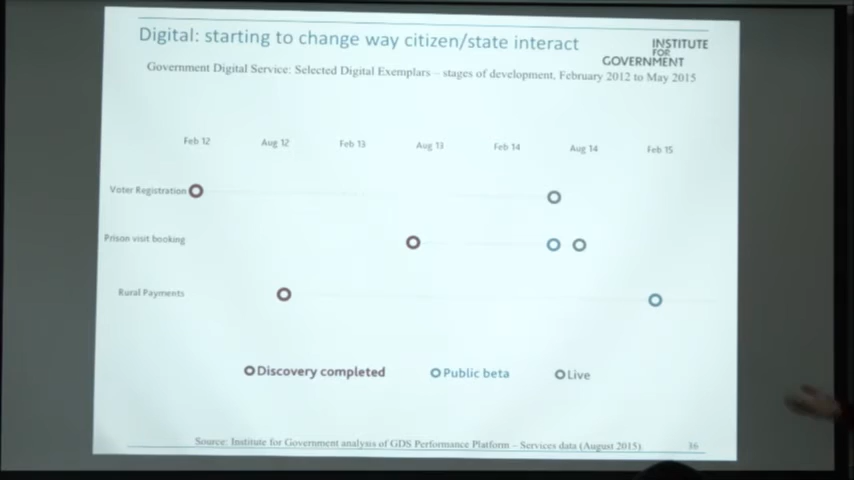 Digital: starting to change way citizen/state interact
INSTITUTE
FOR
GOVERNMENT
Government Digital Service: Selected Digital Exemplars – stages of development, February 2012 to May 2015
Feb 12 Aug 12 Feb 13 Aug 13 Feb 14 Aug 14 Feb 15
Voter Registration
Prison visit booking
Rural Payments
Discovery completed Public beta Live
Source: Institute for Government analysis of GDS Performance Platform – Services data (August 2015).
36